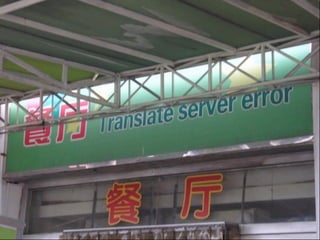 餐厅 Translate server error
餐厅